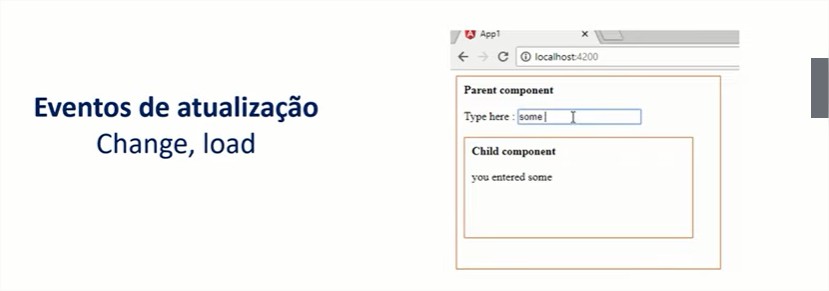 Eventos de atualização
Change, load
App1
localhost:4200
Parent component
Type here : some
Child component
you entered some